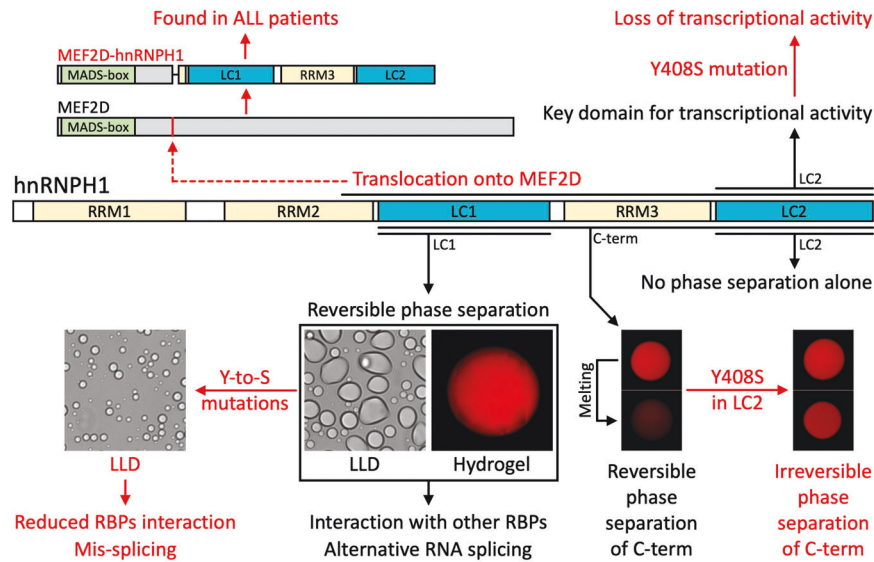 Found in ALL patients
Loss of transcriptional activity
MEF2D-hnRNPH1
MADS-box
LC1
RRM3
LC2
Y408S mutation
MEF2D
MADS-box
Key domain for transcriptional activity
Translocation onto MEF2D
LC2
hnRNPH1
RRM1
RRM2
LC1
RRM3
LC2
LC1
C-term
LC2
No phase separation alone
Reversible phase separation
Y-to-S
mutations
Melting
Y408S
in LC2
LLD
LLD
Hydrogel
Reversible
phase
separation
of C-term
Irreversible
phase
separation
of C-term
Reduced RBPs interaction
Mis-splicing
Interaction with other RBPs
Alternative RNA splicing